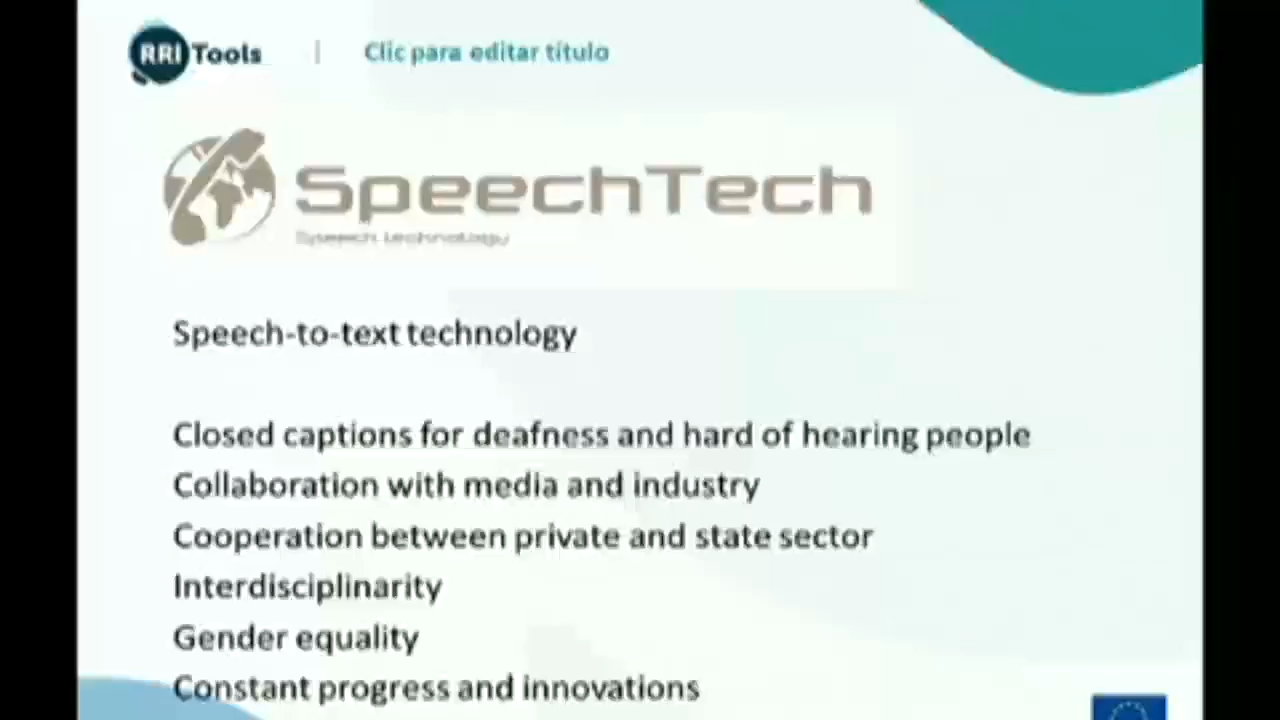 RRI Tools | Clic para editar título
SpeechTech
Speech technology
Speech-to-text technology
Closed captions for deafness and hard of hearing people
Collaboration with media and industry
Cooperation between private and state sector
Interdisciplinarity
Gender equality
Constant progress and innovations